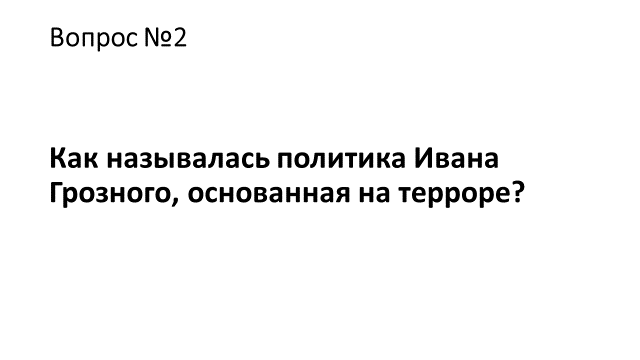 Вопрос №2
Как называлась политика Ивана
Грозного, основанная на терроре?